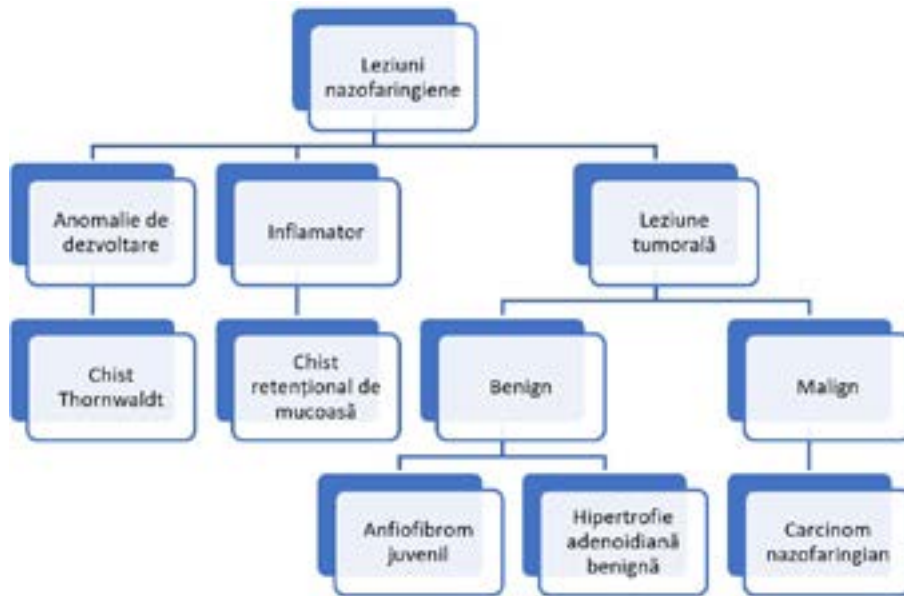 Leziuni
nazofaringiene
Anomalie de
dezvoltare
Inflamator
Leziune
tumorală
Chist
Thornwaldt
Chist
retențional de
mucoasă
Benign
Malign
Anfiofibrom
juvenil
Hipertrofie
adenoidiană
benignă
Carcinom
nazofaringian